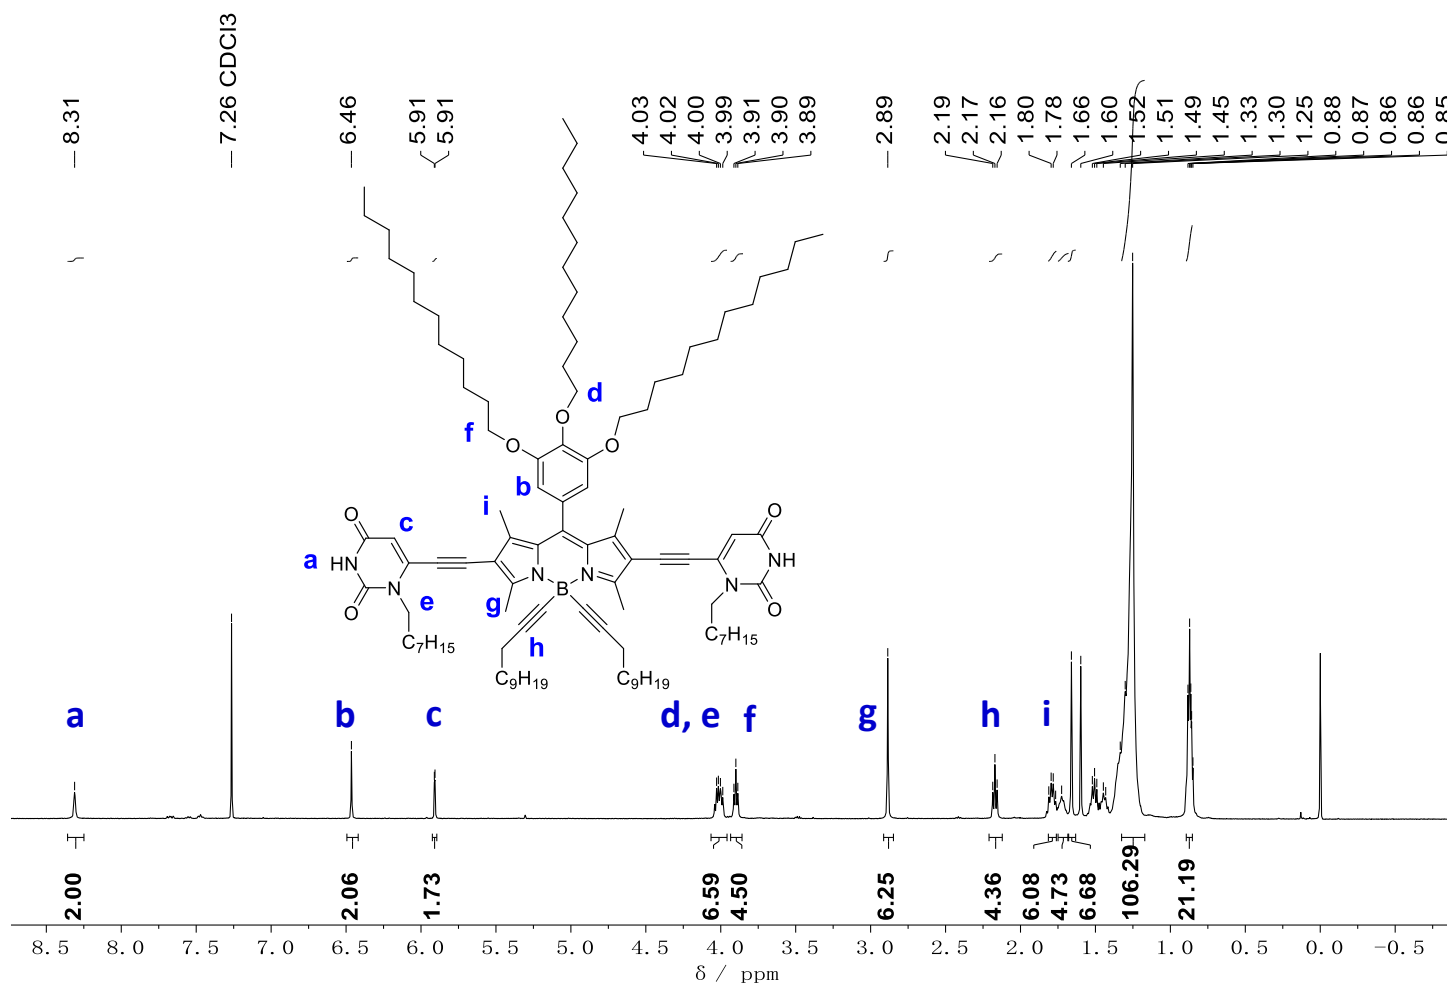 8.31
7.26 CDCl3
6.46
5.91
5.91
4.03
4.02
4.00
3.99
3.91
3.90
3.89
2.89
2.19
2.17
2.16
1.80
1.78
1.66
1.60
1.52
1.51
1.49
1.45
1.33
1.30
1.25
0.88
0.87
0.86
0.86
0.85
d
f
O
O
O
b
i
O
c
a
HN
O
N
e
C7H15
g
N
B
N
h
C9H19
C9H19
O
NH
N
O
C7H15
a
b
c
d, e
f
g
h
i
2.00
2.06
1.73
6.59
4.50
6.25
4.36
6.08
4.73
6.68
106.29
21.19
8.5 8.0 7.5 7.0 6.5 6.0 5.5 5.0 4.5 4.0 3.5 3.0 2.5 2.0 1.5 1.0 0.5 0.0 -0.5
δ / ppm